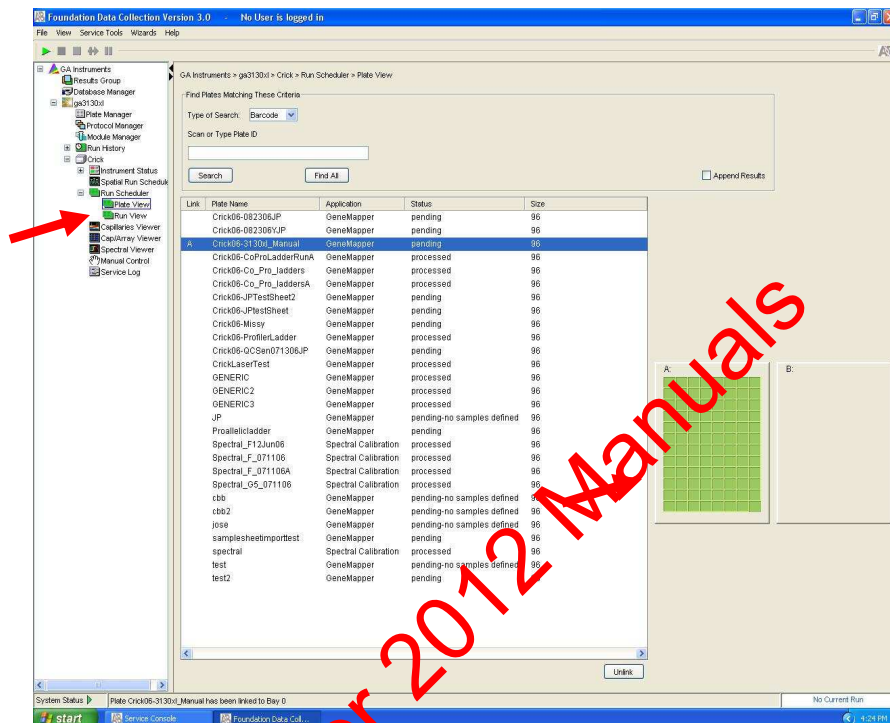 Foundation Data Collection Version 3.0 - No User is logged in
File View Service Tools Wizards Help
GA Instruments
Results Group
Database Manager
ga3130xl
Plate Manager
Protocol Manager
Module Manager
Run History
Crick
Instrument Status
Spatial Run Schedul
Run Scheduler
Plate View
Run View
Capillaries Viewer
Cap/Array Viewer
Spectral Viewer
Manual Control
Service Log
GA Instruments > ga3130xl > Crick > Run Scheduler > Plate View
Find Plates Matching These Criteria
Type of Search: Barcode
Scan or Type Plate ID
Search Find All Append Results
Link Plate Name Application Status Size
Crick06-082306JP GeneMapper pending 96
Crick06-082306YJP GeneMapper pending 96
A Crick06-3130xl_Manual GeneMapper pending 96
Crick06-CoProLadderRunA GeneMapper processed 96
Crick06-Co_Pro_ladders GeneMapper processed 96
Crick06-Co_Pro_laddersA GeneMapper processed 96
Crick06-JPTestSheet2 GeneMapper pending 96
Crick06-JPtestSheet GeneMapper pending 96
Crick06-Missy GeneMapper pending 96
Crick06-ProfilerLadder GeneMapper processed 96
Crick06-QCSen071306JP GeneMapper pending 96
CrickLaserTest GeneMapper processed 96
GENERIC GeneMapper processed 96
GENERIC2 GeneMapper processed 96
GENERIC3 GeneMapper processed 96
JP GeneMapper pending-no samples defined 96
Proallelicladder GeneMapper pending 96
Spectral_F12Jun06 Spectral Calibration processed 96
Spectral_F_071106 Spectral Calibration processed 96
Spectral_F_071106A Spectral Calibration processed 96
Spectral_G5_071106 Spectral Calibration processed 96
cbb GeneMapper pending-no samples defined
cbb2 GeneMapper pending-no samples defined 96
jose GeneMapper pending-no samples defined 96
samplesheetimporttest GeneMapper pending 96
spectral Spectral Calibration processed 96
test GeneMapper pending-no samples defined 96
test2 GeneMapper pending
A: B:
Unlink
2012 Manuals
System Status Plate Crick06-3130xl_Manual has been linked to Bay 0 No Current Run
start Service Console Foundation Data Coll... 4:24 PM